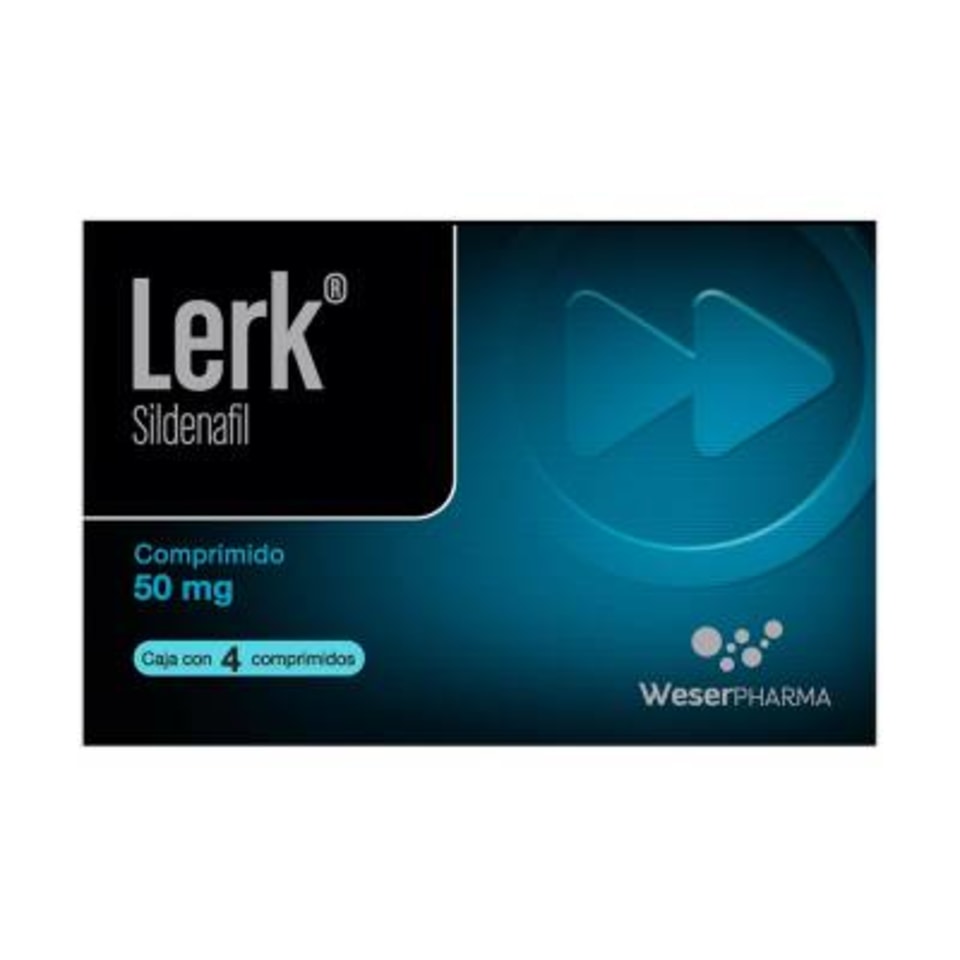 Lerk®
Sildenafil
Comprimido
50 mg
Caja con 4 comprimidos
WeserPHARMA